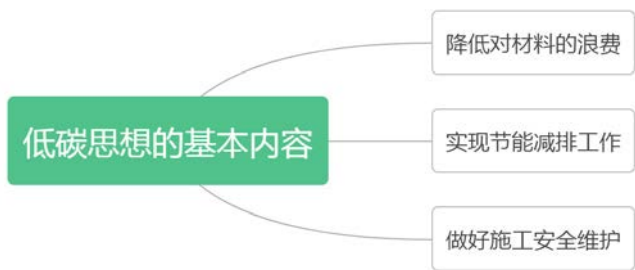 降低对材料的浪费
低碳思想的基本内容
实现节能减排工作
做好施工安全维护